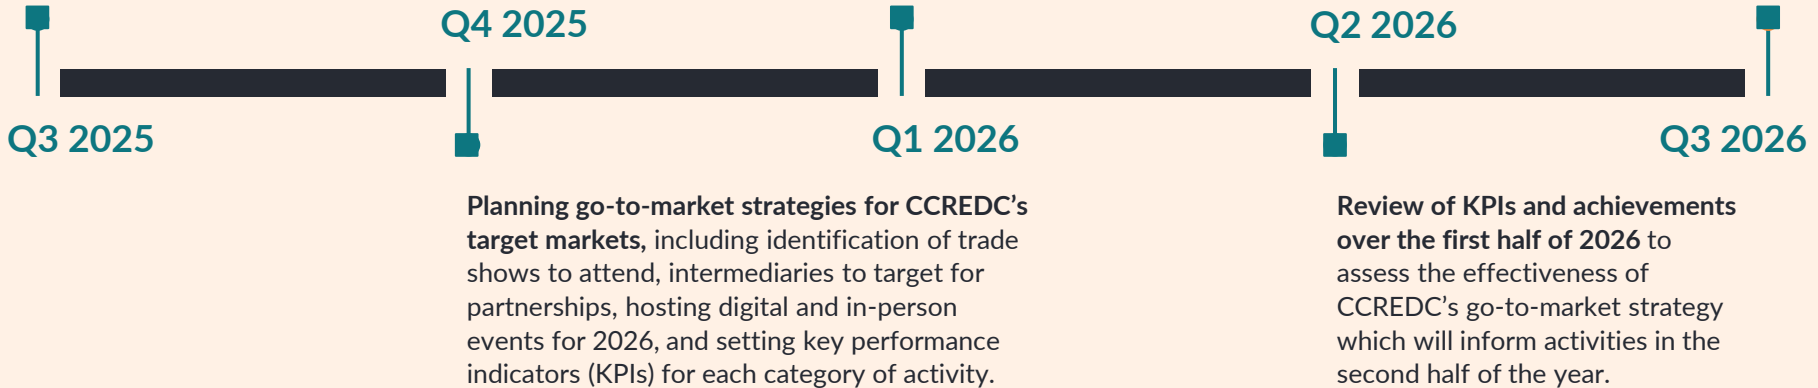 Q4 2025
Q2 2026
Q3 2025
Q1 2026
Q3 2026
Planning go-to-market strategies for CCREDC’s
target markets, including identification of trade
shows to attend, intermediaries to target for
partnerships, hosting digital and in-person
events for 2026, and setting key performance
indicators (KPIs) for each category of activity.
Review of KPIs and achievements
over the first half of 2026 to
assess the effectiveness of
CCREDC’s go-to-market strategy
which will inform activities in the
second half of the year.